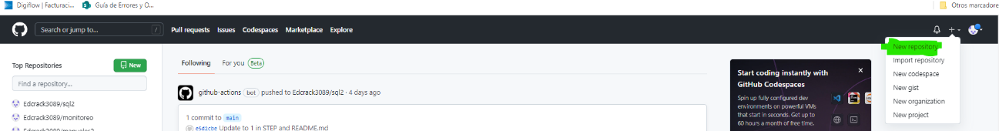 Digiflow | Facturaci... Guía de Errores y O... Otros marcadore
Search or jump to... / Pull requests Issues Codespaces Marketplace Explore
Top Repositories New
Find a repository...
Edcrack3089/sql2
Edcrack3089/monitoreo
Edcrack3089/manuales2
Following For you Beta
github-actions bot pushed to Edcrack3089/sql2 · 4 days ago
1 commit to main
e5d2cbe Update to 1 in STEP and README.md
Start coding instantly with
GitHub Codespaces
Spin up fully configured dev
environments on powerful VMs
that start in seconds. Get up to
60 hours a month of free time.
New repository
Import repository
New codespace
New gist
New organization
New project